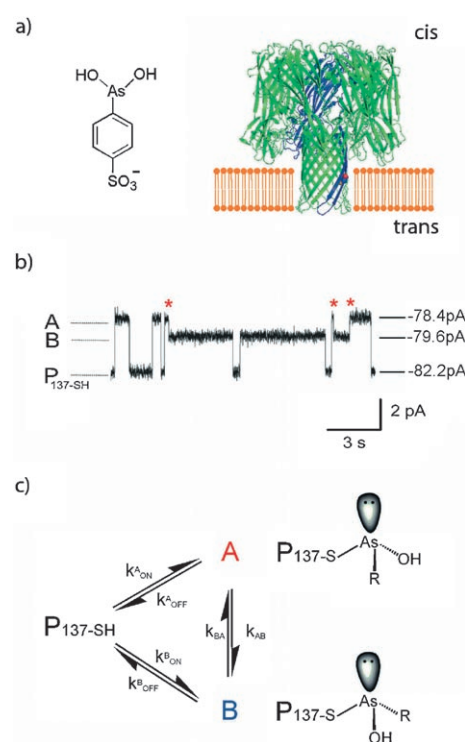 a)
cis
HO OH
As
SO₃⁻
trans
b)
* * *
A
B
P₁₃₇₋SH
-78.4pA
-79.6pA
-82.2pA
2 pA
3 s
c)
A
P₁₃₇-S
As
OH
R
kᴬON
kᴬOFF
P₁₃₇₋SH
kBA
kAB
kᴮON
kᴮOFF
B
P₁₃₇-S
As
R
OH